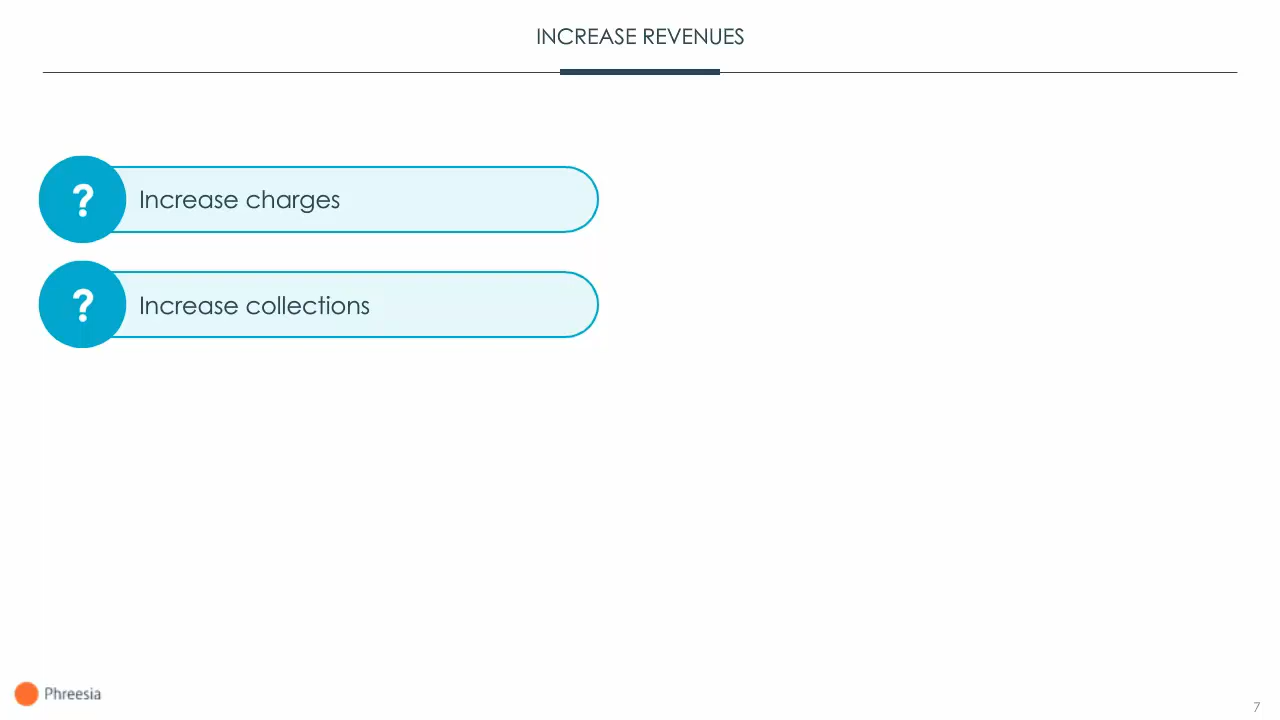 INCREASE REVENUES
?
Increase charges
?
Increase collections
Phreesia
7